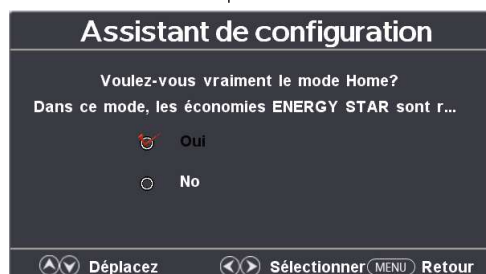 Assistant de configuration
Voulez-vous vraiment le mode Home?
Dans ce mode, les économies ENERGY STAR sont r...
Oui
No
Déplacez Sélectionner MENU Retour